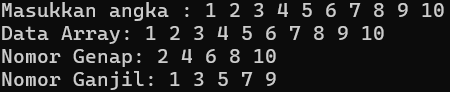 Masukkan angka : 1 2 3 4 5 6 7 8 9 10
Data Array: 1 2 3 4 5 6 7 8 9 10
Nomor Genap: 2 4 6 8 10
Nomor Ganjil: 1 3 5 7 9